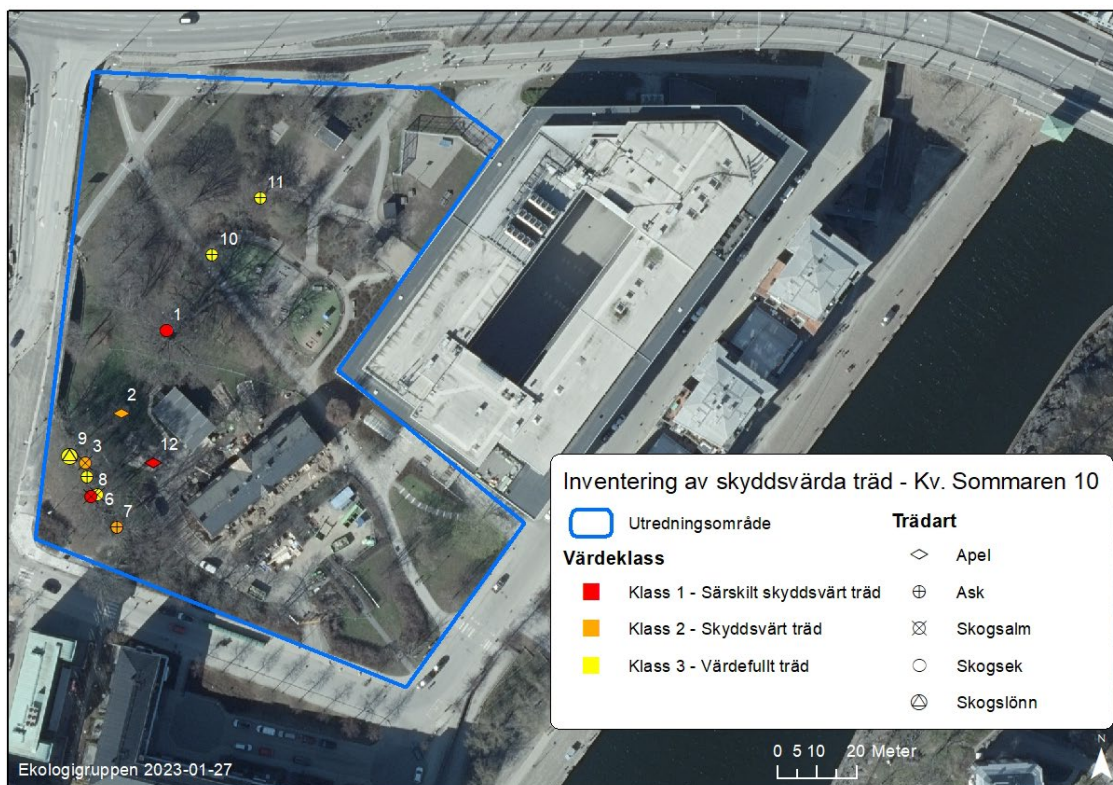 11
10
1
2
9
3
12
8
6
7
Inventering av skyddsvärda träd - Kv. Sommaren 10
Utredningsområde
Värdeklass
Klass 1 - Särskilt skyddsvärt träd
Klass 2 - Skyddsvärt träd
Klass 3 - Värdefullt träd
Trädart
Apel
Ask
Skogsalm
Skogsek
Skogslönn
0 5 10 20 Meter
N
Ekologigruppen 2023-01-27